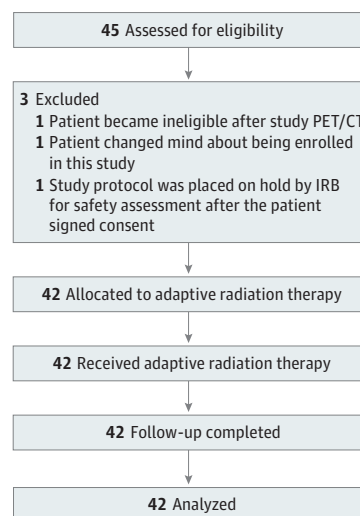 45 Assessed for eligibility
3 Excluded
1 Patient became ineligible after study PET/CT
1 Patient changed mind about being enrolled
in this study
1 Study protocol was placed on hold by IRB
for safety assessment after the patient
signed consent
42 Allocated to adaptive radiation therapy
42 Received adaptive radiation therapy
42 Follow-up completed
42 Analyzed